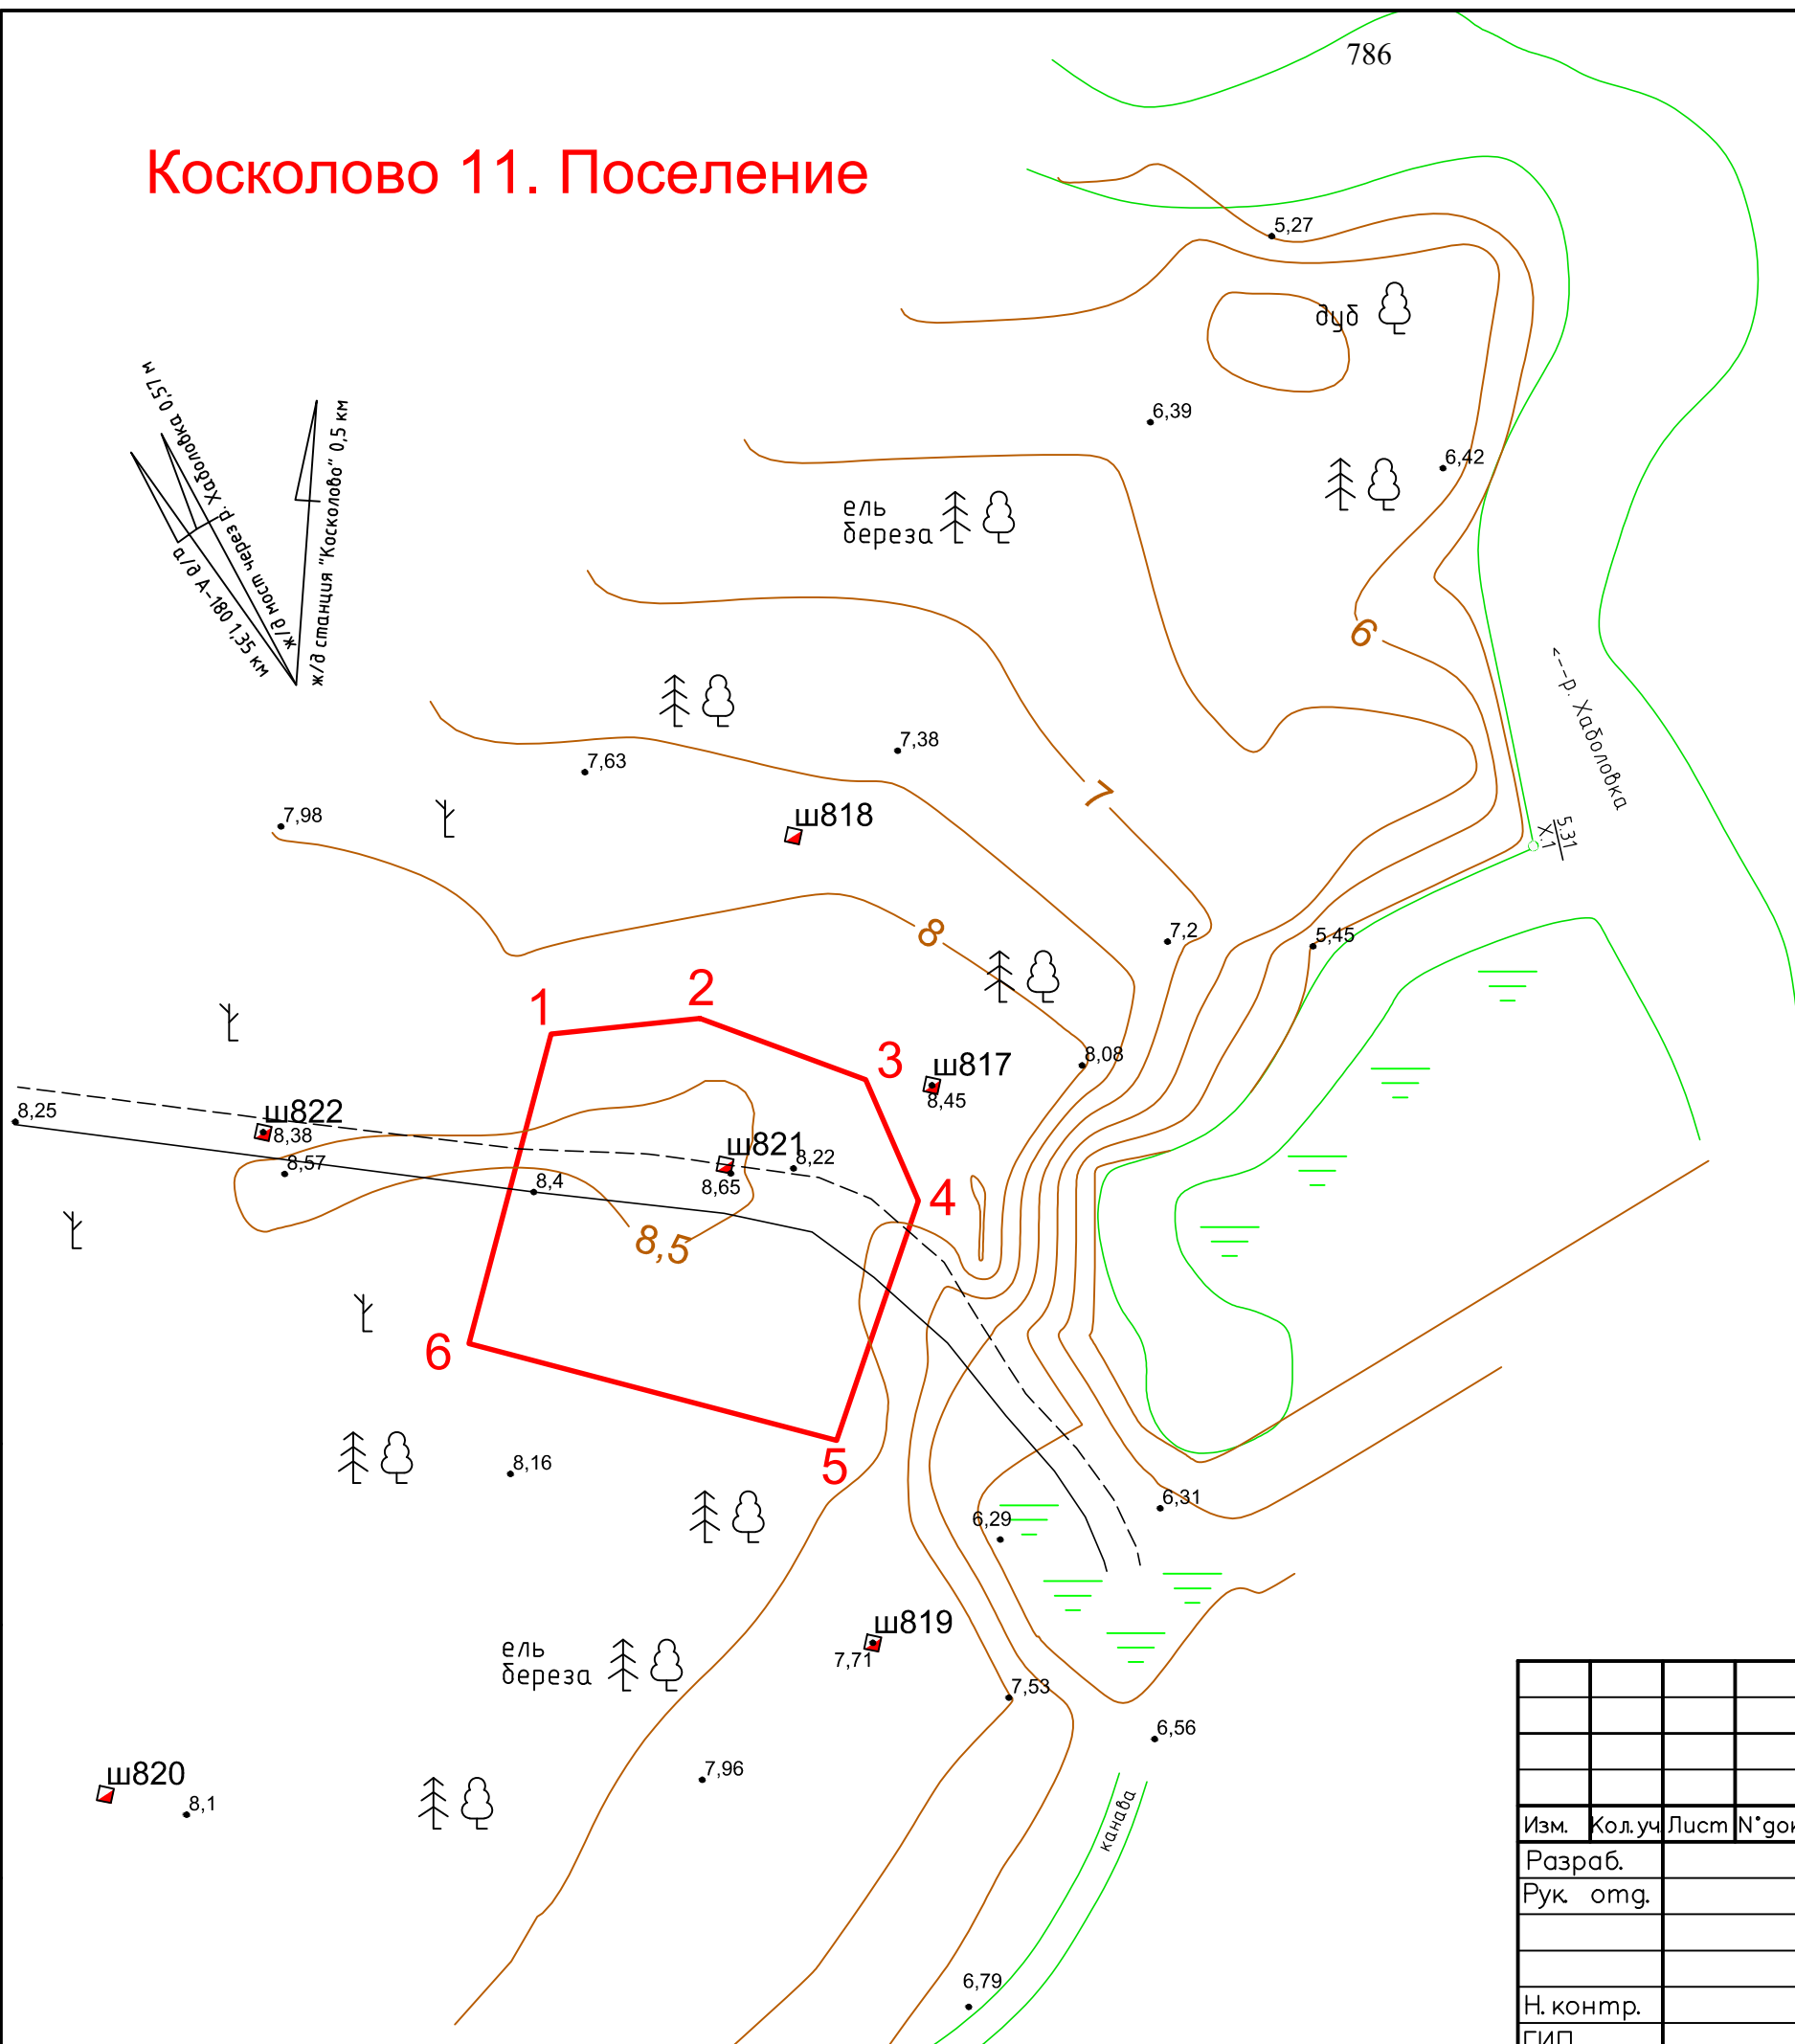 786
Косколово 11. Поселение
5,27
дуб
ж/д мост через р. Хаболовка 0,57 м
а/д А-180 1,35 км
ж/д станция "Косколово" 0,5 км
6,39
6,42
ель
береза
6
<---р. Хаболовка
7,38
7,63
7
7,98
ш818
5.31
Х.1
8
7,2
5,45
1
2
3
8,08
ш817
8,45
8,25
ш822
8,38
8,57
ш821
8,22
8,65
8,4
4
8,5
6
5
8,16
6,31
6,29
ш819
7,71
ель
береза
7,53
6,56
ш820
8,1
7,96
канава
6,79
Изм.
Кол.уч
Лист
N°док
Разраб.
Рук. отд.
Н. контр.
ГИП